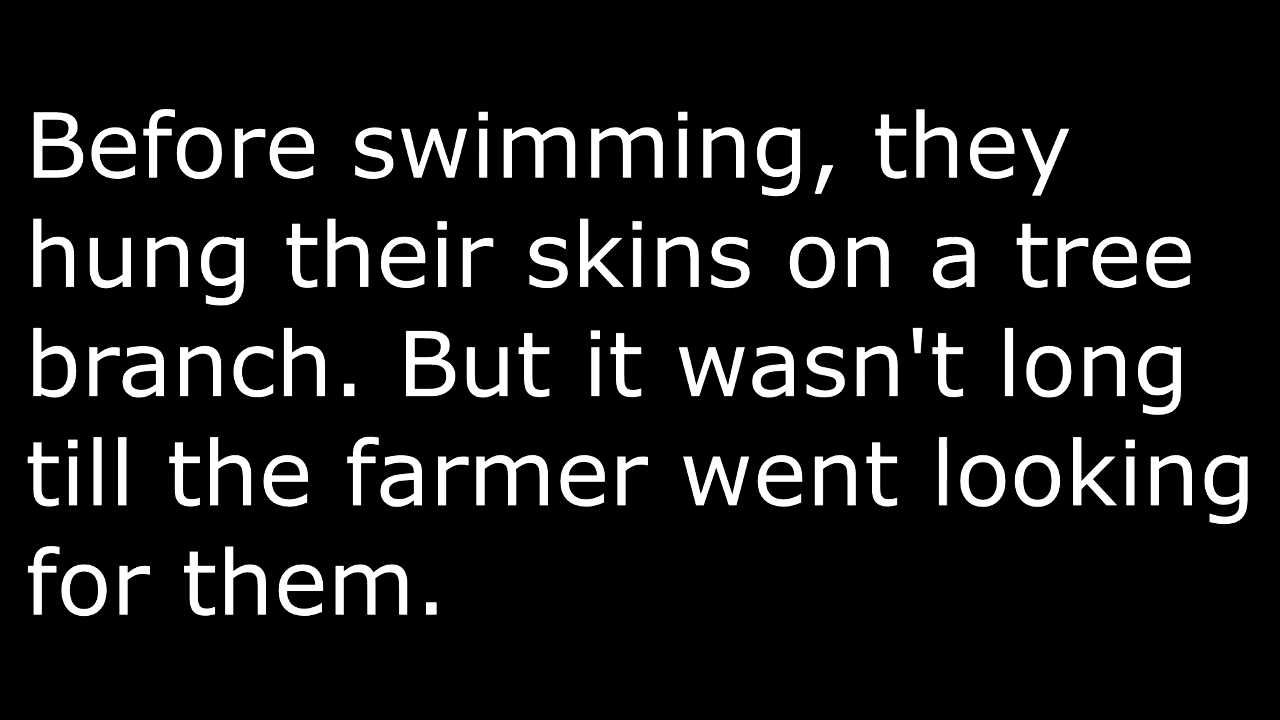 Before swimming, they
hung their skins on a tree
branch. But it wasn't long
till the farmer went looking
for them.